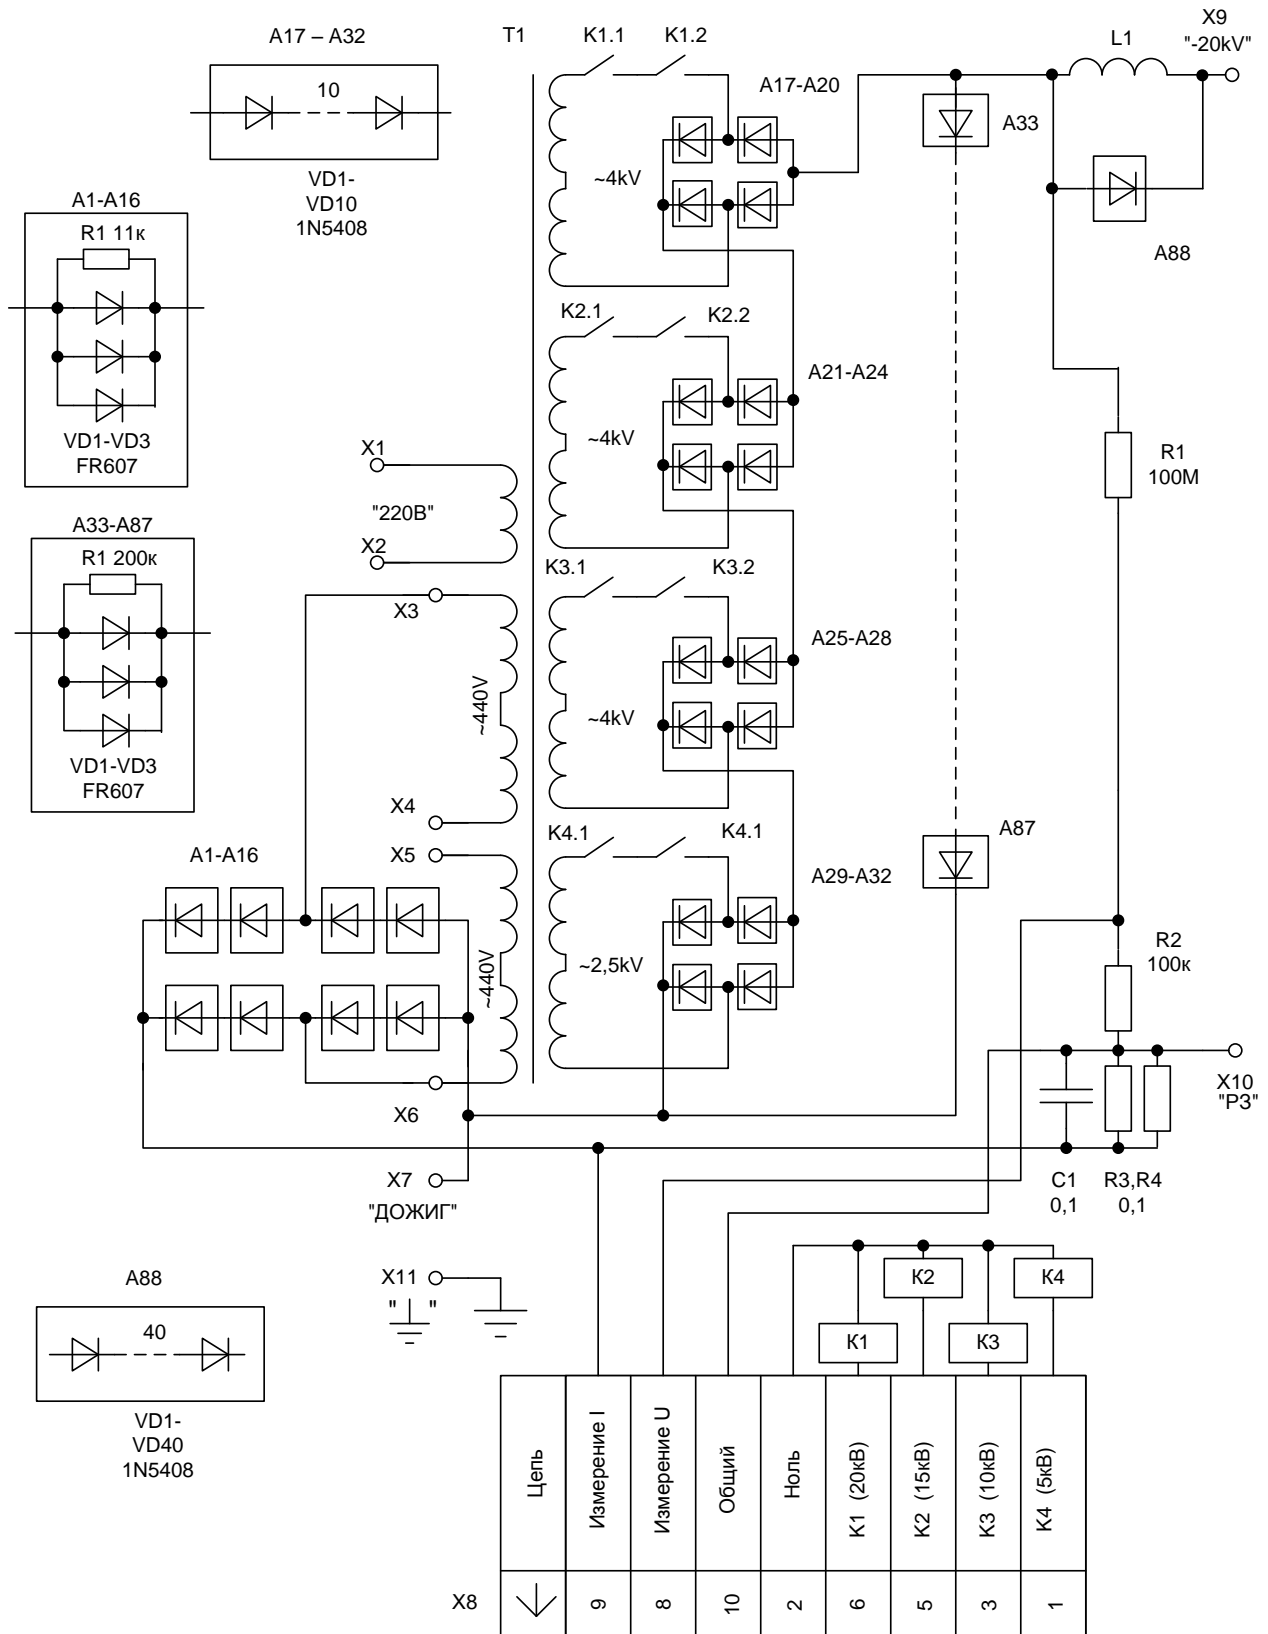 A17 – A32
10
VD1-
VD10
1N5408
A1-A16
R1 11к
VD1-VD3
FR607
A33-A87
R1 200к
VD1-VD3
FR607
T1
K1.1
K1.2
A17-A20
~4kV
A33
L1
X9
"-20kV"
A88
K2.1
K2.2
A21-A24
~4kV
X1
"220В"
X2
R1
100М
K3.1
K3.2
X3
~440V
A25-A28
~4kV
X4
K4.1
K4.1
A87
A1-A16
X5
A29-A32
~440V
~2,5kV
R2
100к
X6
X10
"РЗ"
X7
"ДОЖИГ"
C1
0,1
R3,R4
0,1
A88
40
VD1-
VD40
1N5408
X11
" "
К2
К4
К1
К3
Цепь
Измерение I
Измерение U
Общий
Ноль
K1 (20кВ)
K2 (15кВ)
K3 (10кВ)
K4 (5кВ)
X8
9
8
10
2
6
5
3
1